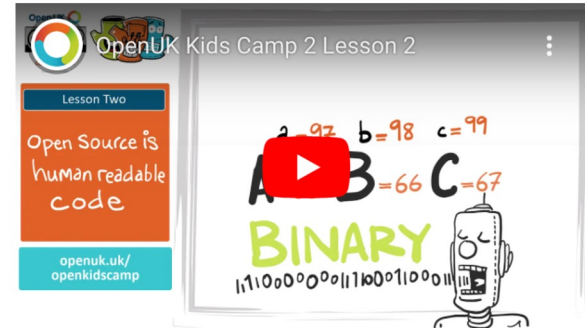 OpenUK Kids Camp 2 Lesson 2
Lesson Two
Open Source is
human readable
code
openuk.uk/
openkidscamp
a=97 b=98 c=99
A B=66 C=67
BINARY